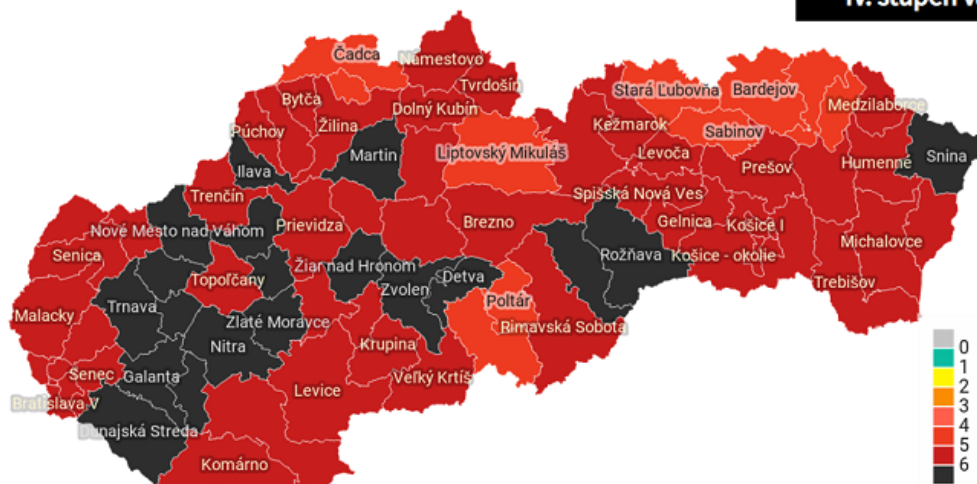 IV. stupeň
Čadca
Námestovo
Tvrdošín
Bytča
Dolný Kubín
Stará Ľubovňa
Bardejov
Medzilaborce
Púchov
Žilina
Kežmarok
Sabinov
Martin
Liptovský Mikuláš
Levoča
Ilava
Prešov
Humenné
Snina
Trenčín
Spišská Nová Ves
Prievidza
Brezno
Gelnica
Košice I
Nové Mesto nad Váhom
Michalovce
Senica
Rožňava
Košice - okolie
Žiar nad Hronom
Detva
Topoľčany
Zvolen
Trebišov
Poltár
Trnava
Malacky
Zlaté Moravce
Rimavská Sobota
Nitra
Krupina
Senec
Galanta
Veľký Krtíš
Levice
Bratislava V
Dunajská Streda
Komárno
0
1
2
3
4
5
6